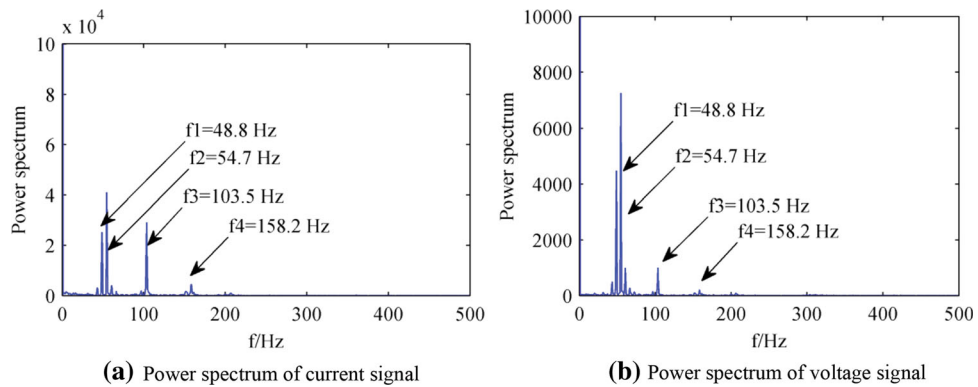 x 10⁴
10
8
6
4
2
0
Power spectrum
f1=48.8 Hz
f2=54.7 Hz
f3=103.5 Hz
f4=158.2 Hz
0 100 200 300 400 500
f/Hz
(a) Power spectrum of current signal
10000
8000
6000
4000
2000
0
Power spectrum
f1=48.8 Hz
f2=54.7 Hz
f3=103.5 Hz
f4=158.2 Hz
0 100 200 300 400 500
f/Hz
(b) Power spectrum of voltage signal